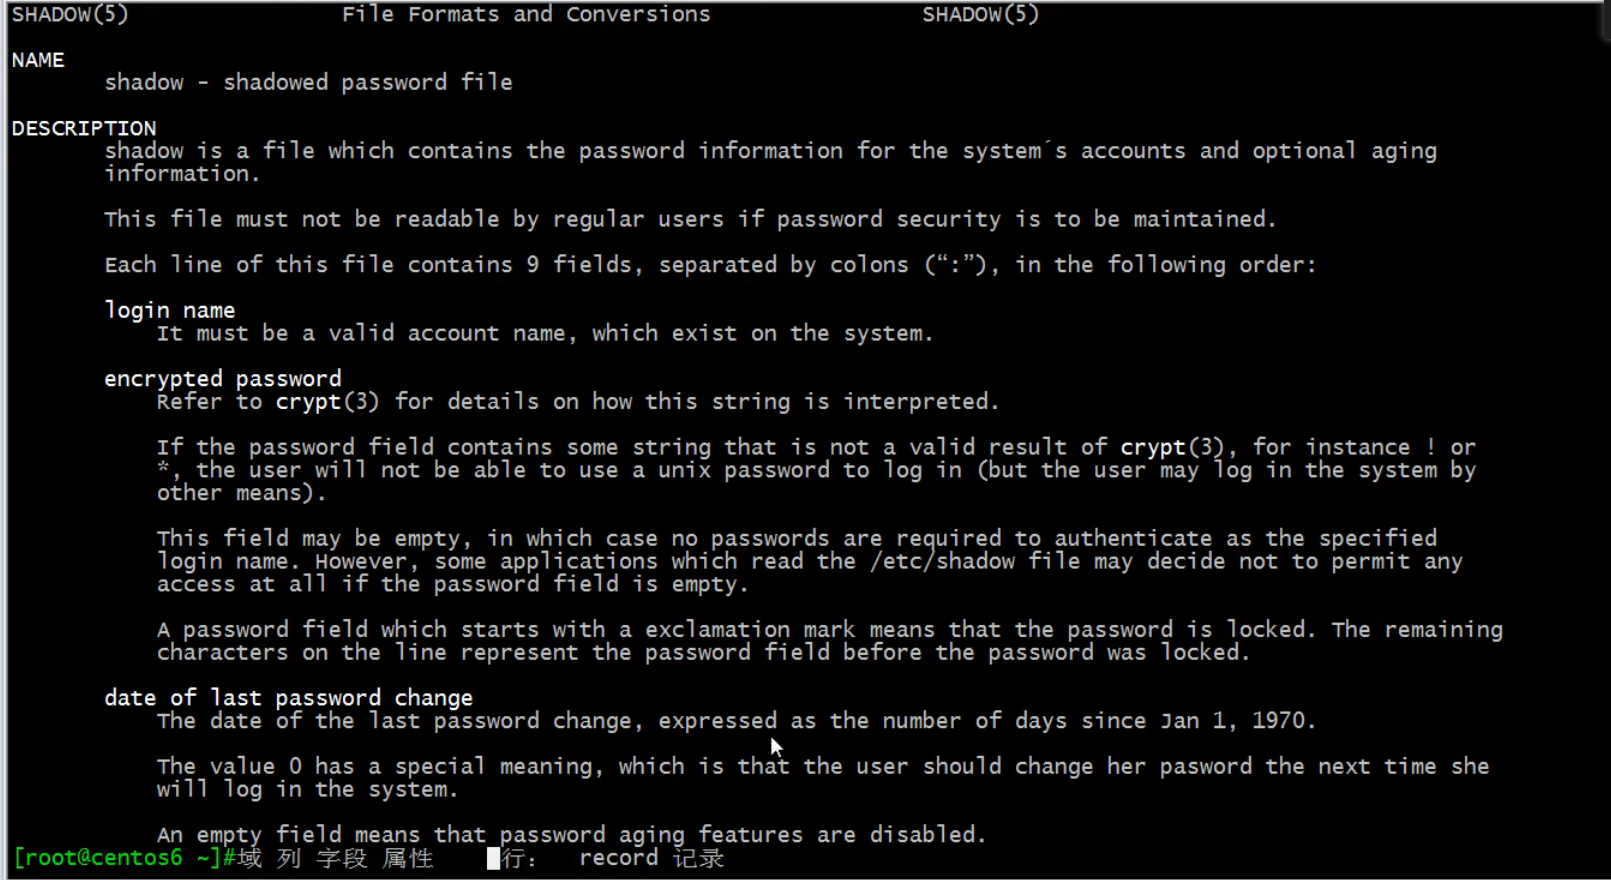 SHADOW(5) File Formats and Conversions SHADOW(5)
NAME
shadow - shadowed password file
DESCRIPTION
shadow is a file which contains the password information for the system´s accounts and optional aging
information.
This file must not be readable by regular users if password security is to be maintained.
Each line of this file contains 9 fields, separated by colons (“:”), in the following order:
login name
It must be a valid account name, which exist on the system.
encrypted password
Refer to crypt(3) for details on how this string is interpreted.
If the password field contains some string that is not a valid result of crypt(3), for instance ! or
*, the user will not be able to use a unix password to log in (but the user may log in the system by
other means).
This field may be empty, in which case no passwords are required to authenticate as the specified
login name. However, some applications which read the /etc/shadow file may decide not to permit any
access at all if the password field is empty.
A password field which starts with a exclamation mark means that the password is locked. The remaining
characters on the line represent the password field before the password was locked.
date of last password change
The date of the last password change, expressed as the number of days since Jan 1, 1970.
The value 0 has a special meaning, which is that the user should change her pasword the next time she
will log in the system.
An empty field means that password aging features are disabled.
[root@centos6 ~]#域 列 字段 属性 行： record 记录